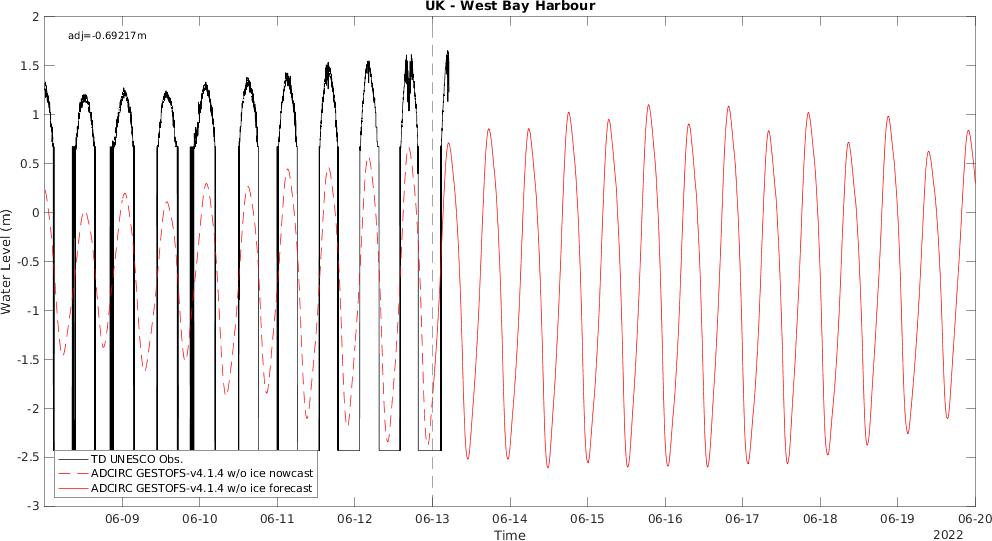 UK - West Bay Harbour
adj=-0.69217m
2
1.5
1
0.5
0
-0.5
-1
-1.5
-2
-2.5
-3
Water Level (m)
TD UNESCO Obs.
ADCIRC GESTOFS-v4.1.4 w/o ice nowcast
ADCIRC GESTOFS-v4.1.4 w/o ice forecast
06-09 06-10 06-11 06-12 06-13 06-14 06-15 06-16 06-17 06-18 06-19 06-20
Time
2022